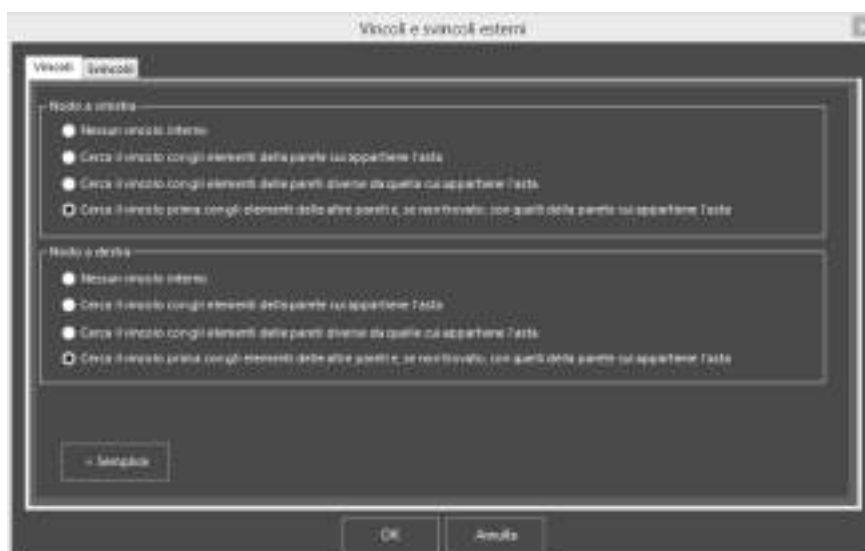 Vincoli e svincoli esterni
Vincoli Svincoli
Nodo a sinistra
Nessun vincolo interno
Cerca il vincolo con gli elementi della parete cui appartiene l'asta
Cerca il vincolo con gli elementi delle pareti diverse da quella cui appartiene l'asta
Cerca il vincolo prima con gli elementi delle altre pareti e, se non trovato, con quelli della parete cui appartiene l'asta
Nodo a destra
Nessun vincolo interno
Cerca il vincolo con gli elementi della parete cui appartiene l'asta
Cerca il vincolo con gli elementi delle pareti diverse da quella cui appartiene l'asta
Cerca il vincolo prima con gli elementi delle altre pareti e, se non trovato, con quelli della parete cui appartiene l'asta
< Semplice
OK Annulla